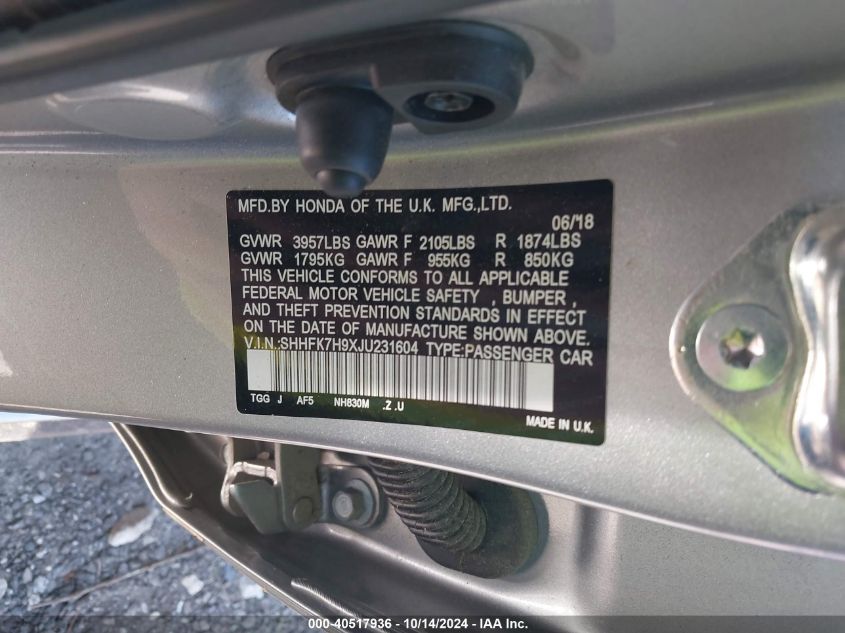 MFD.BY HONDA OF THE U.K. MFG.,LTD.
06/18
GVWR 3957LBS GAWR F 2105LBS R 1874LBS
GVWR 1795KG GAWR F 955KG R 850KG
THIS VEHICLE CONFORMS TO ALL APPLICABLE
FEDERAL MOTOR VEHICLE SAFETY , BUMPER ,
AND THEFT PREVENTION STANDARDS IN EFFECT
ON THE DATE OF MANUFACTURE SHOWN ABOVE.
V.I.N.:SHHFK7H9XJU231604 TYPE:PASSENGER CAR
TGG J AF5 NH830M .Z .U
MADE IN U.K.
000-40517936 - 10/14/2024 - IAA Inc.